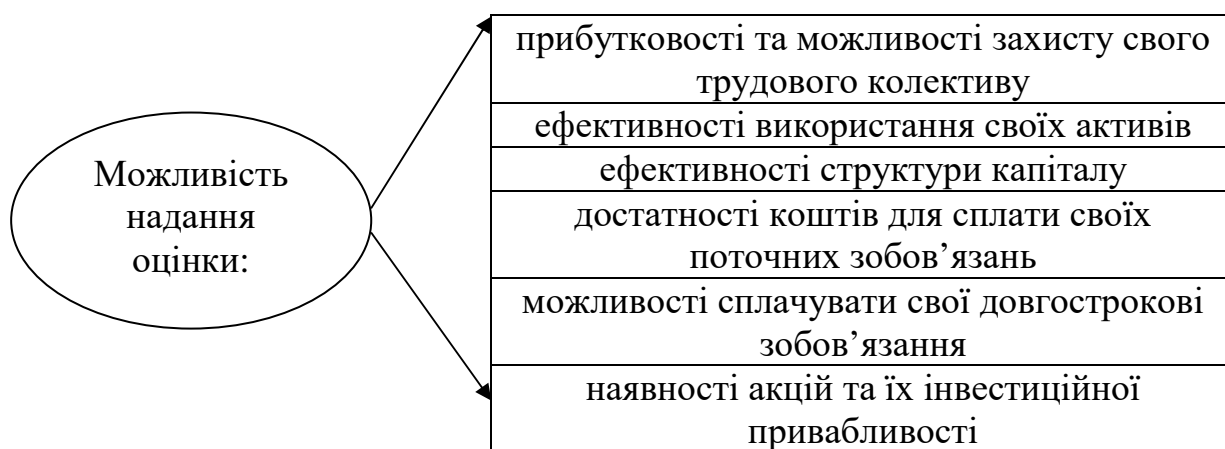 Можливість
надання
оцінки:
прибутковості та можливості захисту свого
трудового колективу
ефективності використання своїх активів
ефективності структури капіталу
достатності коштів для сплати своїх
поточних зобов’язань
можливості сплачувати свої довгострокові
зобов’язання
наявності акцій та їх інвестиційної
привабливості